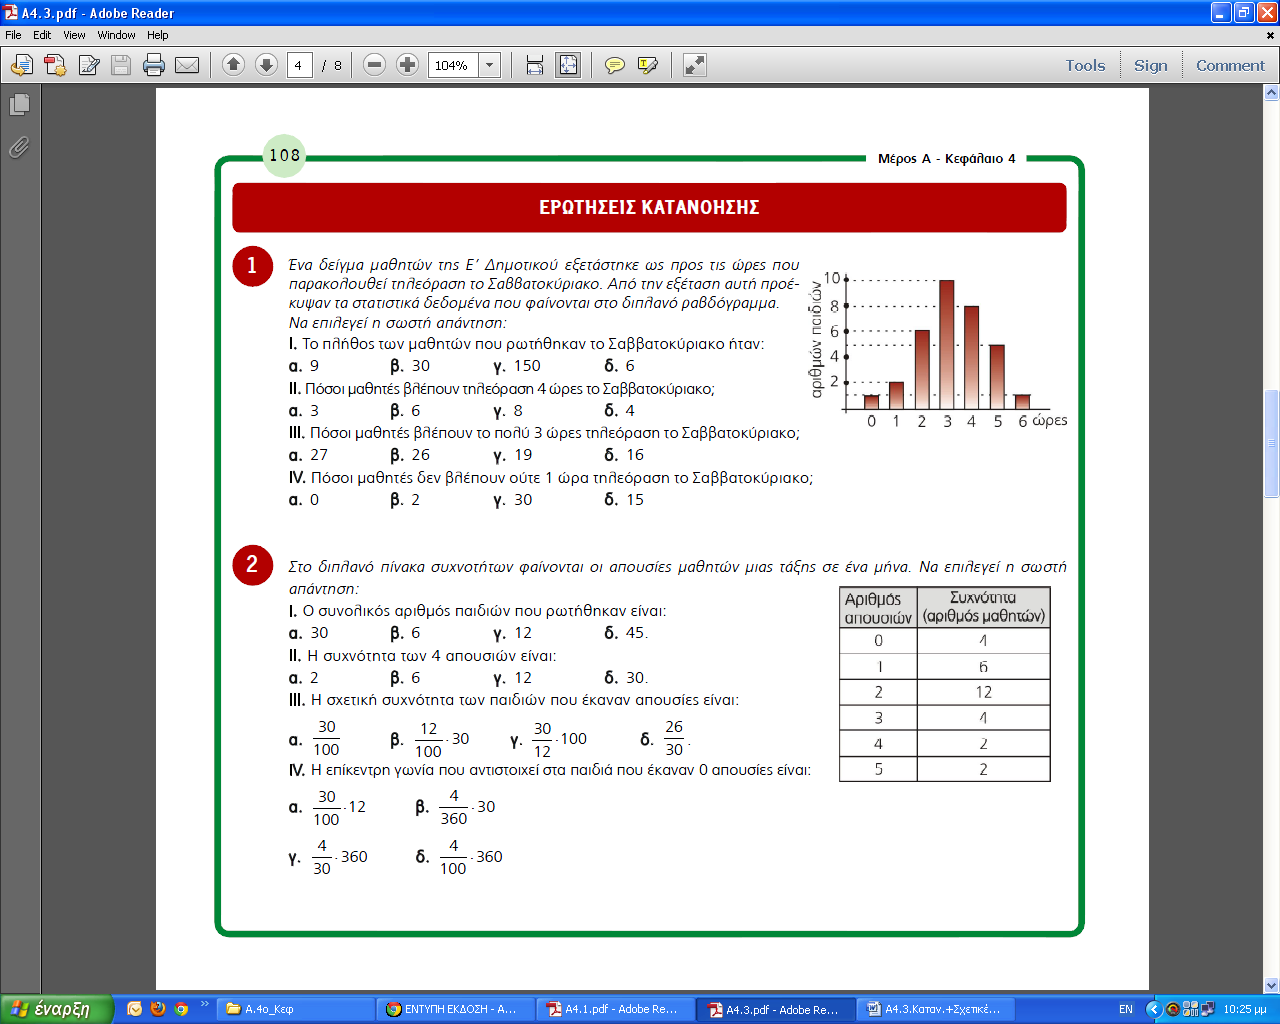 A4.3.pdf - Adobe Reader
File Edit View Window Help
4 / 8 104% Tools Sign Comment
108
Μέρος Α - Κεφάλαιο 4
ΕΡΩΤΗΣΕΙΣ ΚΑΤΑΝΟΗΣΗΣ
1
Ένα δείγμα μαθητών της Ε’ Δημοτικού εξετάστηκε ως προς τις ώρες που
παρακολουθεί τηλεόραση το Σαββατοκύριακο. Από την εξέταση αυτή προέ-
κυψαν τα στατιστικά δεδομένα που φαίνονται στο διπλανό ραβδόγραμμα.
Να επιλεγεί η σωστή απάντηση:
I. Το πλήθος των μαθητών που ρωτήθηκαν το Σαββατοκύριακο ήταν:
α. 9 β. 30 γ. 150 δ. 6
II. Πόσοι μαθητές βλέπουν τηλεόραση 4 ώρες το Σαββατοκύριακο;
α. 3 β. 6 γ. 8 δ. 4
III. Πόσοι μαθητές βλέπουν το πολύ 3 ώρες τηλεόραση το Σαββατοκύριακο;
α. 27 β. 26 γ. 19 δ. 16
IV. Πόσοι μαθητές δεν βλέπουν ούτε 1 ώρα τηλεόραση το Σαββατοκύριακο;
α. 0 β. 2 γ. 30 δ. 15
αριθμών παιδιών
10
8
6
4
2
0 1 2 3 4 5 6 ώρες
2
Στο διπλανό πίνακα συχνοτήτων φαίνονται οι απουσίες μαθητών μιας τάξης σε ένα μήνα. Να επιλεγεί η σωστή
απάντηση:
I. Ο συνολικός αριθμός παιδιών που ρωτήθηκαν είναι:
α. 30 β. 6 γ. 12 δ. 45.
II. Η συχνότητα των 4 απουσιών είναι:
α. 2 β. 6 γ. 12 δ. 30.
III. Η σχετική συχνότητα των παιδιών που έκαναν απουσίες είναι:
α. 30/100 β. 12/100 · 30 γ. 30/12 · 100 δ. 26/30 .
IV. Η επίκεντρη γωνία που αντιστοιχεί στα παιδιά που έκαναν 0 απουσίες είναι:
α. 30/100 · 12 β. 4/360 · 30
γ. 4/30 · 360 δ. 4/100 · 360
Αριθμός απουσιών Συχνότητα (αριθμός μαθητών)
0 4
1 6
2 12
3 4
4 2
5 2
έναρξη » Α.4ο_Κεφ ΕΝΤΥΠΗ ΕΚΔΟΣΗ - Α... A4.1.pdf - Adobe Re... A4.3.pdf - Adobe Re... Α4.3.Καταν.+Σχετικέ... EN 10:25 μμ